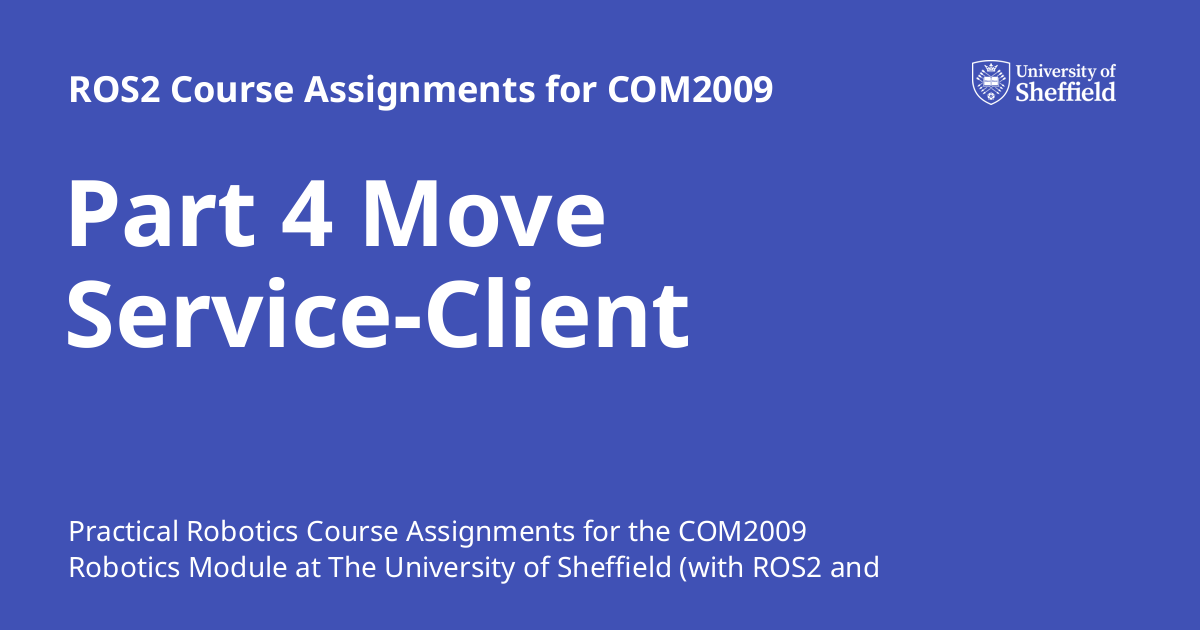 ROS2 Course Assignments for COM2009
University of
Sheffield
Part 4 Move
Service-Client
Practical Robotics Course Assignments for the COM2009
Robotics Module at The University of Sheffield (with ROS2 and